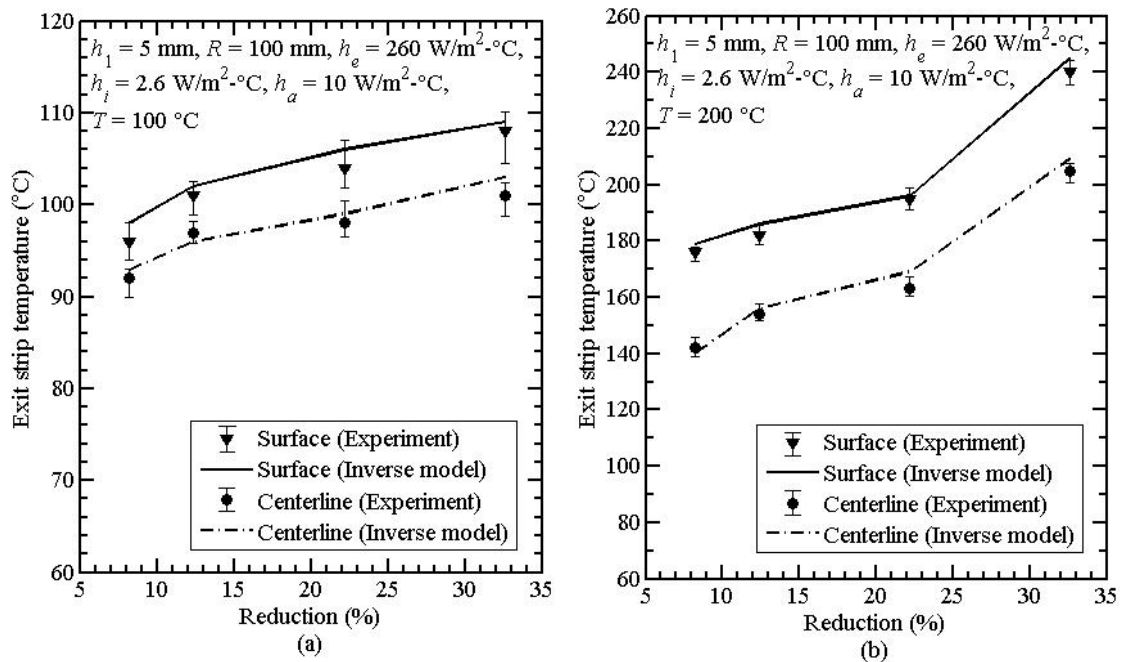 120
110
100
90
80
70
60
Exit strip temperature (°C)
h₁ = 5 mm, R = 100 mm, hₑ = 260 W/m²-°C,
hᵢ = 2.6 W/m²-°C, hₐ = 10 W/m²-°C,
T = 100 °C
Surface (Experiment)
Surface (Inverse model)
Centerline (Experiment)
Centerline (Inverse model)
5 10 15 20 25 30 35
Reduction (%)
(a)
260
240
220
200
180
160
140
120
100
80
60
Exit strip temperature (°C)
h₁ = 5 mm, R = 100 mm, hₑ = 260 W/m²-°C,
hᵢ = 2.6 W/m²-°C, hₐ = 10 W/m²-°C,
T = 200 °C
Surface (Experiment)
Surface (Inverse model)
Centerline (Experiment)
Centerline (Inverse model)
5 10 15 20 25 30 35
Reduction (%)
(b)